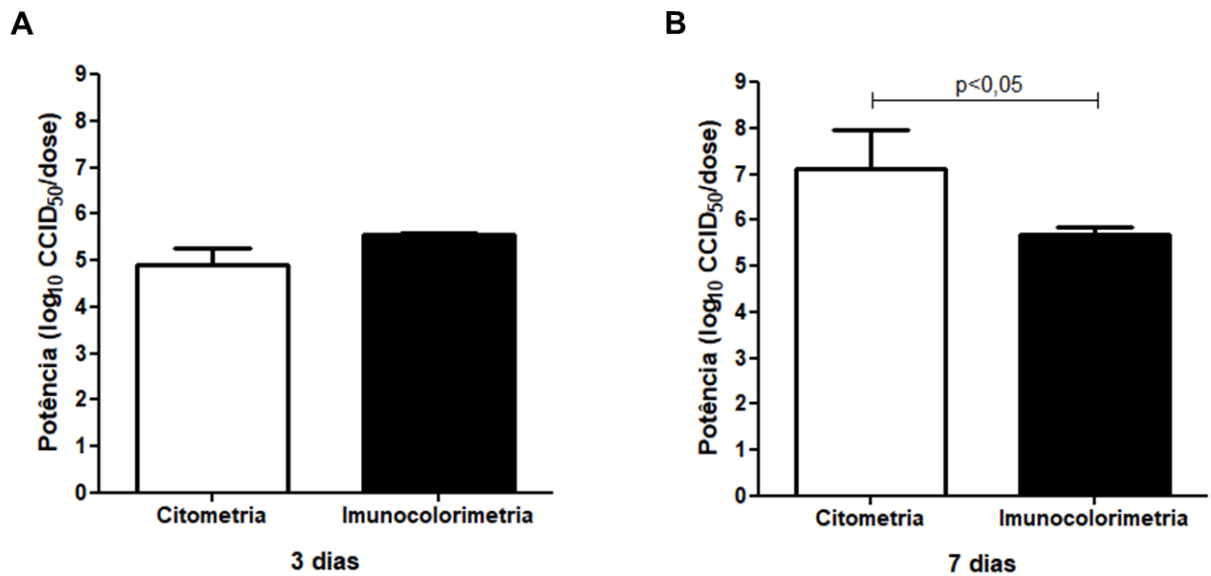 A
Potência (log10 CCID50/dose)
9
8
7
6
5
4
3
2
1
0
Citometria
Imunocolorimetria
3 dias
B
Potência (log10 CCID50/dose)
9
8
7
6
5
4
3
2
1
0
p<0,05
Citometria
Imunocolorimetria
7 dias